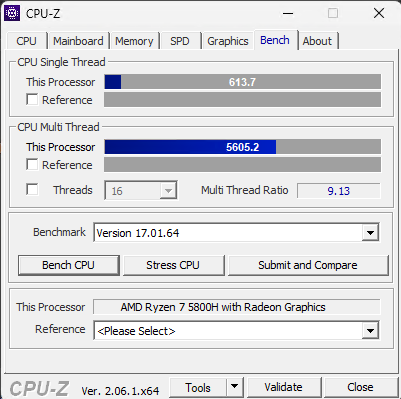 CPU-Z
CPU Mainboard Memory SPD Graphics Bench About
CPU Single Thread
This Processor 613.7
Reference
CPU Multi Thread
This Processor 5605.2
Reference
Threads 16 Multi Thread Ratio 9.13
Benchmark Version 17.01.64
Bench CPU Stress CPU Submit and Compare
This Processor AMD Ryzen 7 5800H with Radeon Graphics
Reference <Please Select>
CPU-Z Ver. 2.06.1.x64 Tools Validate Close